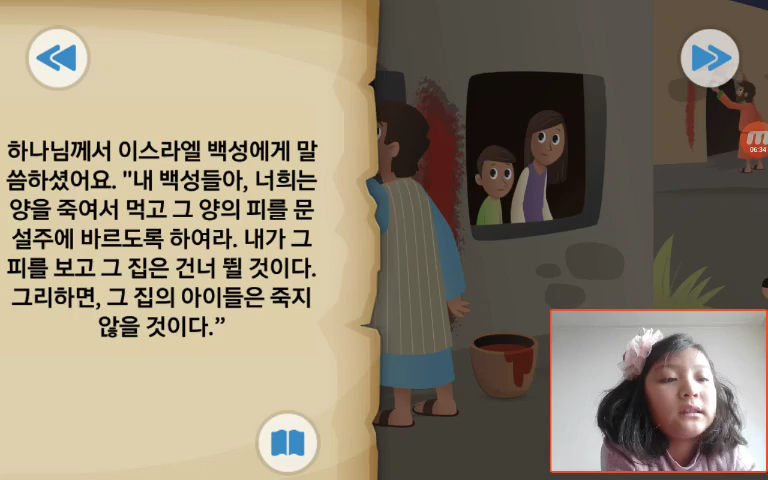 하나님께서 이스라엘 백성에게 말
씀하셨어요. "내 백성들아, 너희는
양을 죽여서 먹고 그 양의 피를 문
설주에 바르도록 하여라. 내가 그
피를 보고 그 집은 건너 뛸 것이다.
그리하면, 그 집의 아이들은 죽지
않을 것이다.”
06:34